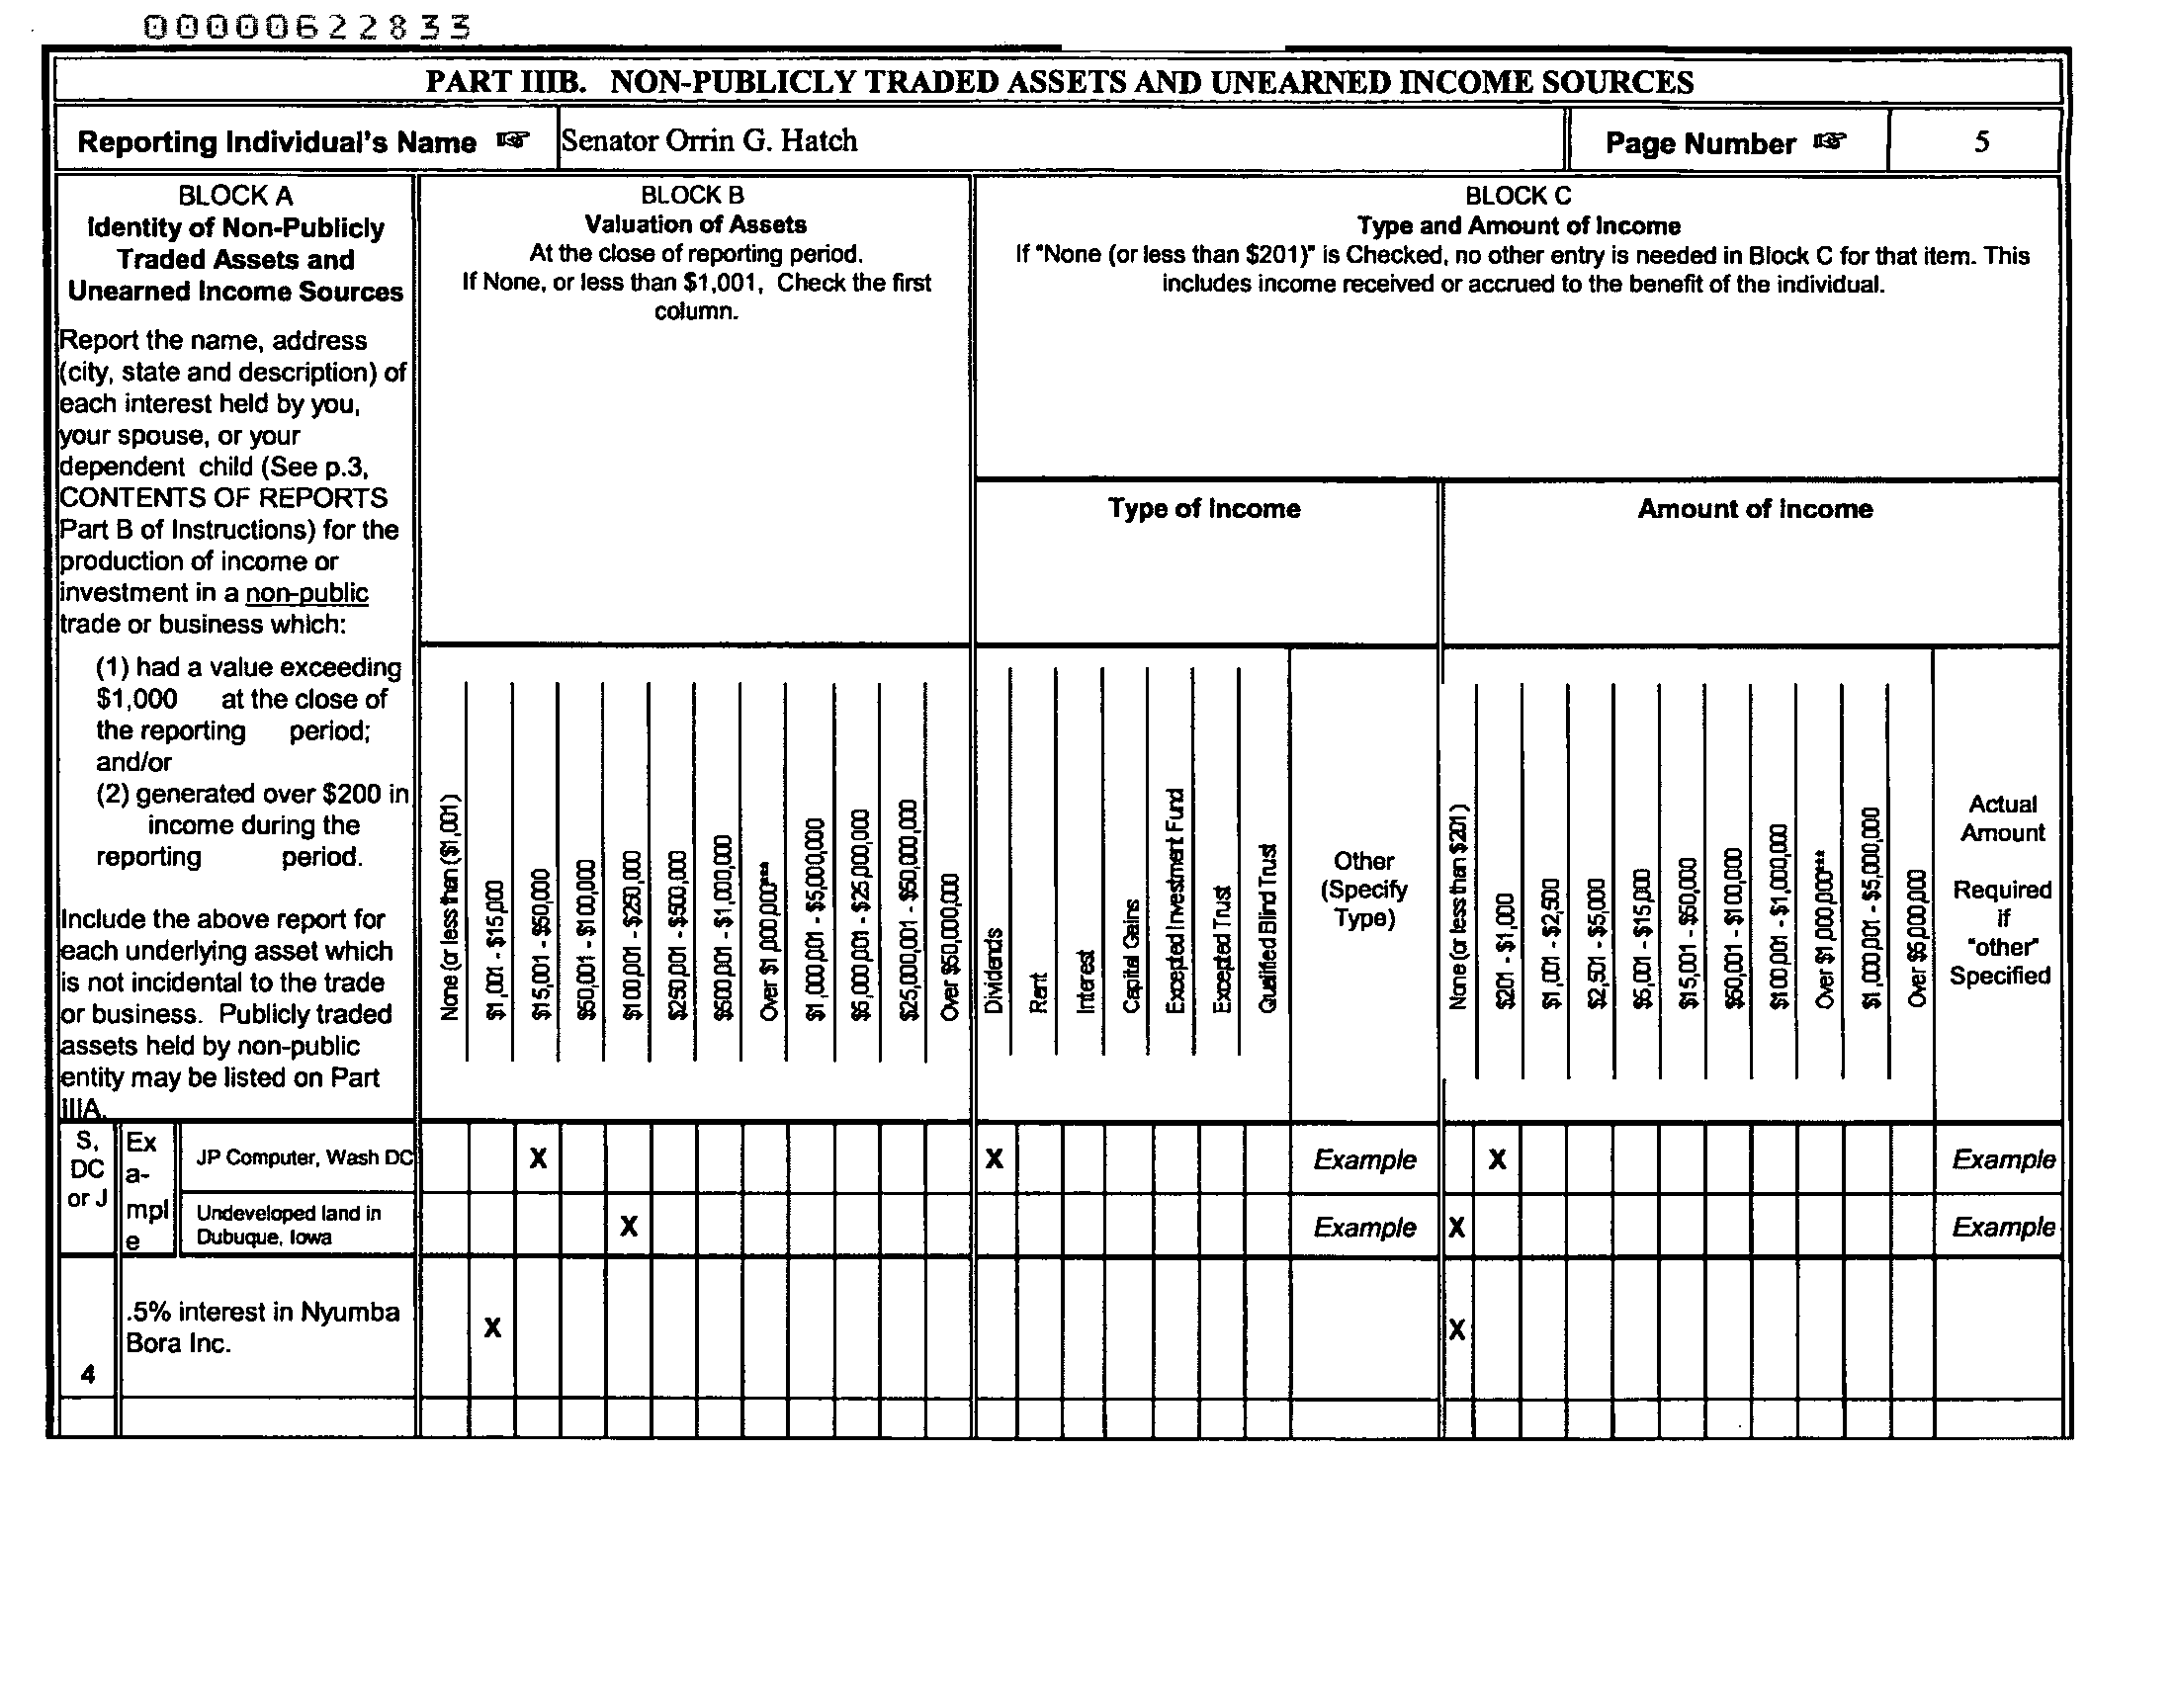 00000622833
PART IIIB. NON-PUBLICLY TRADED ASSETS AND UNEARNED INCOME SOURCES
Reporting Individual's Name ☞ Senator Orrin G. Hatch Page Number ☞ 5
BLOCK A
Identity of Non-Publicly
Traded Assets and
Unearned Income Sources
Report the name, address
(city, state and description) of
each interest held by you,
your spouse, or your
dependent child (See p.3,
CONTENTS OF REPORTS
Part B of Instructions) for the
production of income or
investment in a non-public
trade or business which:
(1) had a value exceeding
$1,000 at the close of
the reporting period;
and/or
(2) generated over $200 in
income during the
reporting period.
Include the above report for
each underlying asset which
is not incidental to the trade
or business. Publicly traded
assets held by non-public
entity may be listed on Part
IIIA.
BLOCK B
Valuation of Assets
At the close of reporting period.
If None, or less than $1,001, Check the first
column.
None (or less than ($1,001)
$1,001 - $15,000
$15,001 - $50,000
$50,001 - $100,000
$100,001 - $250,000
$250,001 - $500,000
$500,001 - $1,000,000
Over $1,000,000***
$1,000,001 - $5,000,000
$5,000,001 - $25,000,000
$25,000,001 - $50,000,000
Over $50,000,000
BLOCK C
Type and Amount of Income
If "None (or less than $201)" is Checked, no other entry is needed in Block C for that item. This
includes income received or accrued to the benefit of the individual.
Type of Income
Dividends
Rent
Interest
Capital Gains
Excepted Investment Fund
Excepted Trust
Qualified Blind Trust
Other
(Specify
Type)
Amount of Income
None (or less than $201)
$201 - $1,000
$1,001 - $2,500
$2,501 - $5,000
$5,001 - $15,000
$15,001 - $50,000
$50,001 - $100,000
$100,001 - $1,000,000
Over $1,000,000***
$1,000,001 - $5,000,000
Over $5,000,000
Actual
Amount
Required
if
"other"
Specified
S,
DC
or J
Ex
a-
mpl
e
JP Computer, Wash DC X X Example X Example
Undeveloped land in
Dubuque, Iowa
X Example X Example
.5% interest in Nyumba
Bora Inc.
X X
4